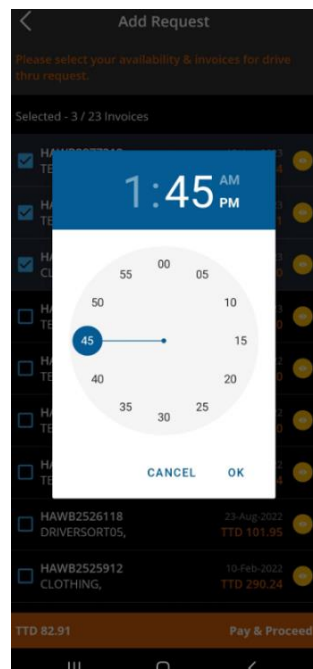 Add Request
Please select your availability & invoices for drive
thru request.
Selected - 3 / 23 Invoices
1:45 AM
PM
00
05
10
15
20
25
30
35
40
45
50
55
CANCEL OK
HAWB2526118 23-Aug-2022
DRIVERSORT05, TTD 101.95
HAWB2525912 10-Feb-2022
CLOTHING, TTD 290.24
TTD 82.91 Pay & Proceed